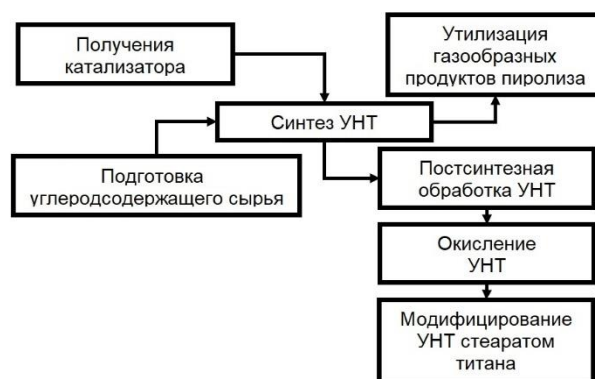 Получения
катализатора
Утилизация
газообразных
продуктов пиролиза
Синтез УНТ
Подготовка
углеродсодержащего сырья
Постсинтезная
обработка УНТ
Окисление
УНТ
Модифицирование
УНТ стеаратом
титана